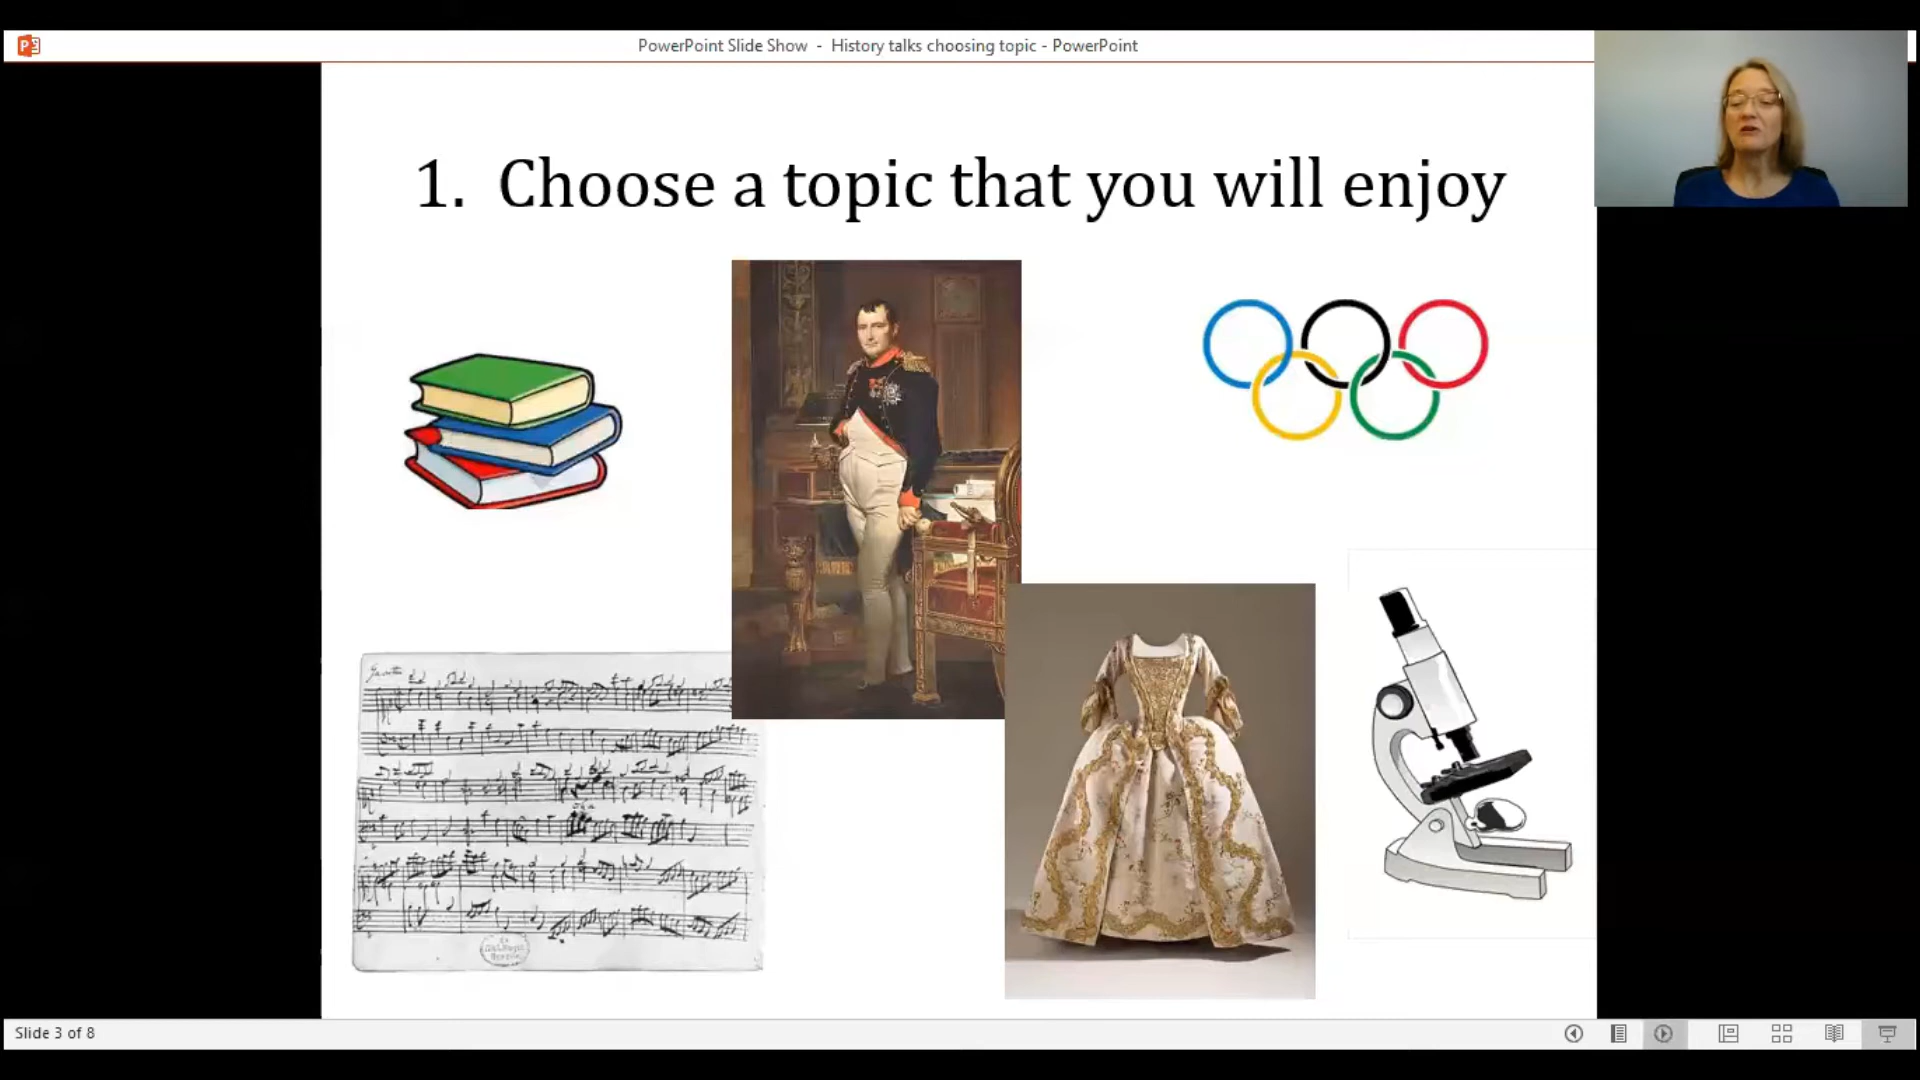 PowerPoint Slide Show - History talks choosing topic - PowerPoint
1. Choose a topic that you will enjoy
Slide 3 of 8